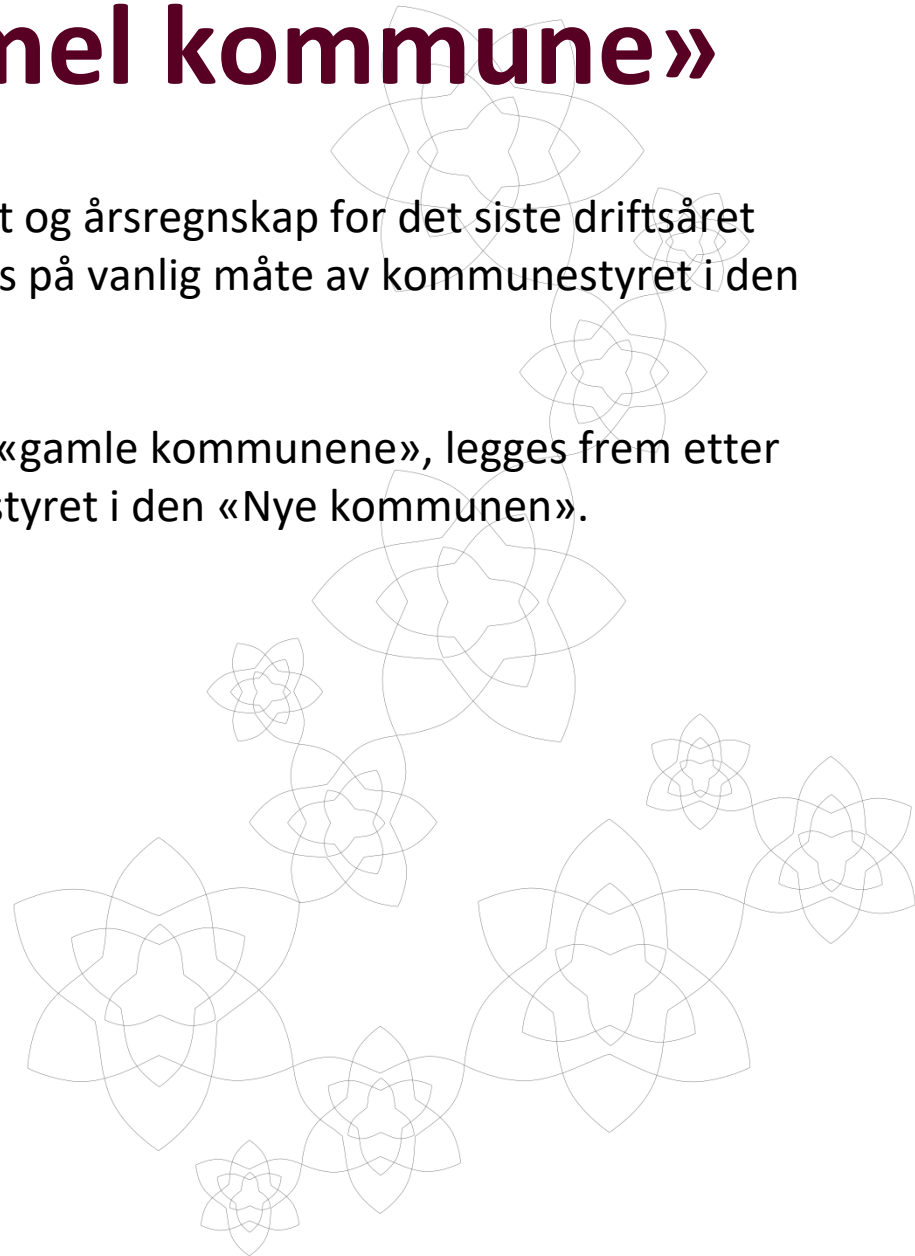 nel kommune»
t og årsregnskap for det siste driftsåret
s på vanlig måte av kommunestyret i den
«gamle kommunene», legges frem etter
styret i den «Nye kommunen».